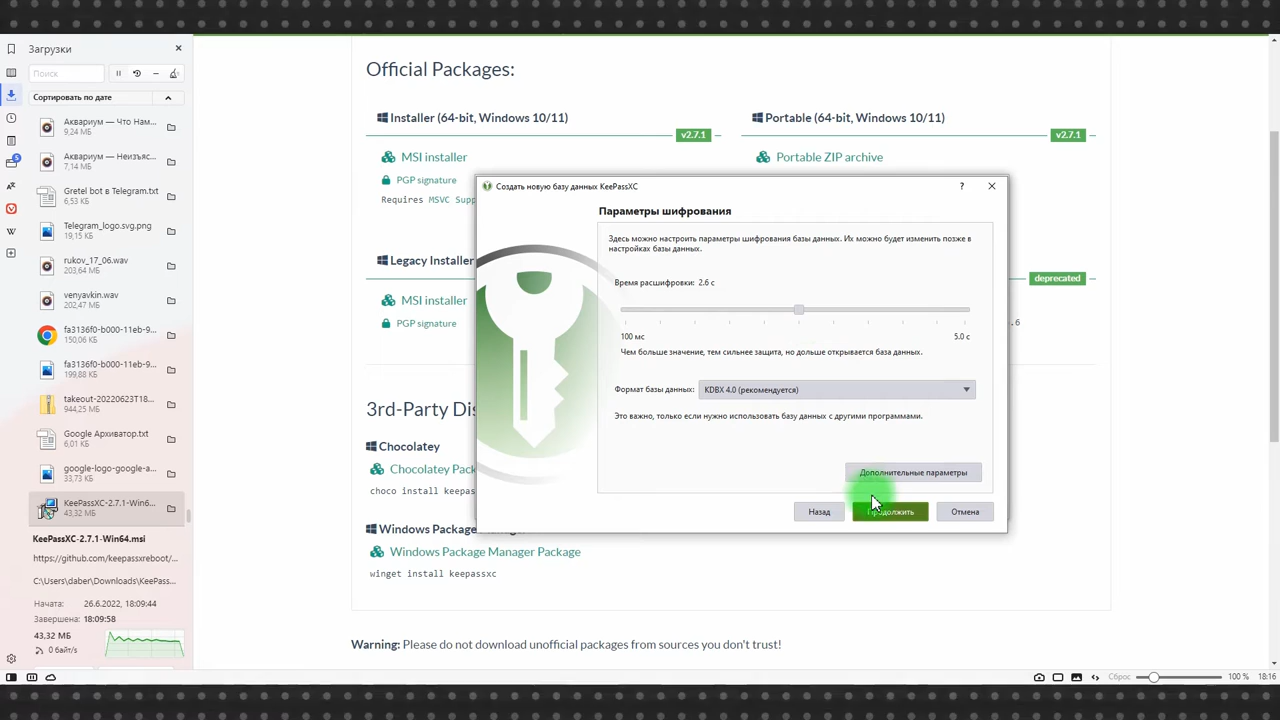 Загрузки
Поиск
Сортировать по дате
Аквариум — Что Нам...
9,24 МБ
Аквариум — Неизъяс...
7,14 МБ
Gretel bot в Telegram.txt
6,53 КБ
Telegram_logo.svg.png
19,15 КБ
rukov_17_06.wav
203,64 МБ
venyavkin.wav
202,47 МБ
fa3136f0-b000-11eb-9...
150,06 КБ
fa3136f0-b000-11eb-9...
199,88 КБ
takeout-20220623T18...
944,25 МБ
Google Архиватор.txt
6,01 КБ
google-logo-google-a...
33,73 КБ
KeePassXC-2.7.1-Win6...
43,32 МБ
KeePassXC-2.7.1-Win64.msi
https://github.com/keepassxreboot/...
C:\Users\daber\Downloads\KeePass...
Начата: 26.6.2022, 18:09:44
Завершена: 18:09:58
43,32 МБ
0 байт/s
Official Packages:
Installer (64-bit, Windows 10/11)
v2.7.1
MSI installer
PGP signature
Requires MSVC Supp
Portable (64-bit, Windows 10/11)
v2.7.1
Portable ZIP archive
Legacy Installer
MSI installer
PGP signature
deprecated
.6
3rd-Party Dis
Chocolatey
Chocolatey Pack
choco install keepas
Windows Package Manager
Windows Package Manager Package
winget install keepassxc
Warning: Please do not download unofficial packages from sources you don't trust!
Создать новую базу данных KeePassXC
?
Параметры шифрования
Здесь можно настроить параметры шифрования базы данных. Их можно будет изменить позже в
настройках базы данных.
Время расшифровки: 2.6 с
100 мс
5.0 с
Чем больше значение, тем сильнее защита, но дольше открывается база данных.
Формат базы данных: KDBX 4.0 (рекомендуется)
Это важно, только если нужно использовать базу данных с другими программами.
Дополнительные параметры
Назад
Продолжить
Отмена
Сброс
100 %
18:16